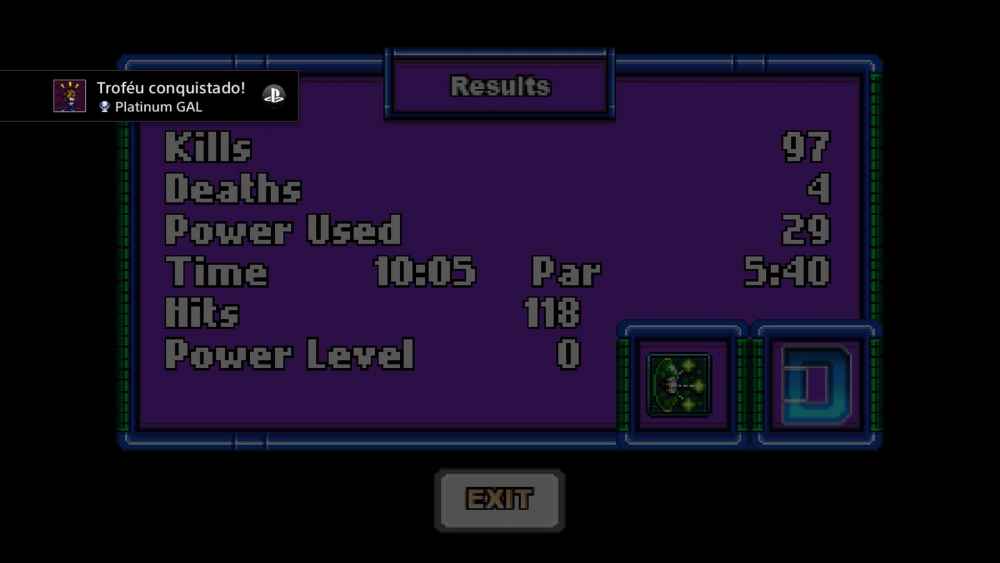 Troféu conquistado!
Platinum GAL
Results
Kills 97
Deaths 4
Power Used 29
Time 10:05 Par 5:40
Hits 118
Power Level 0
D
EXIT